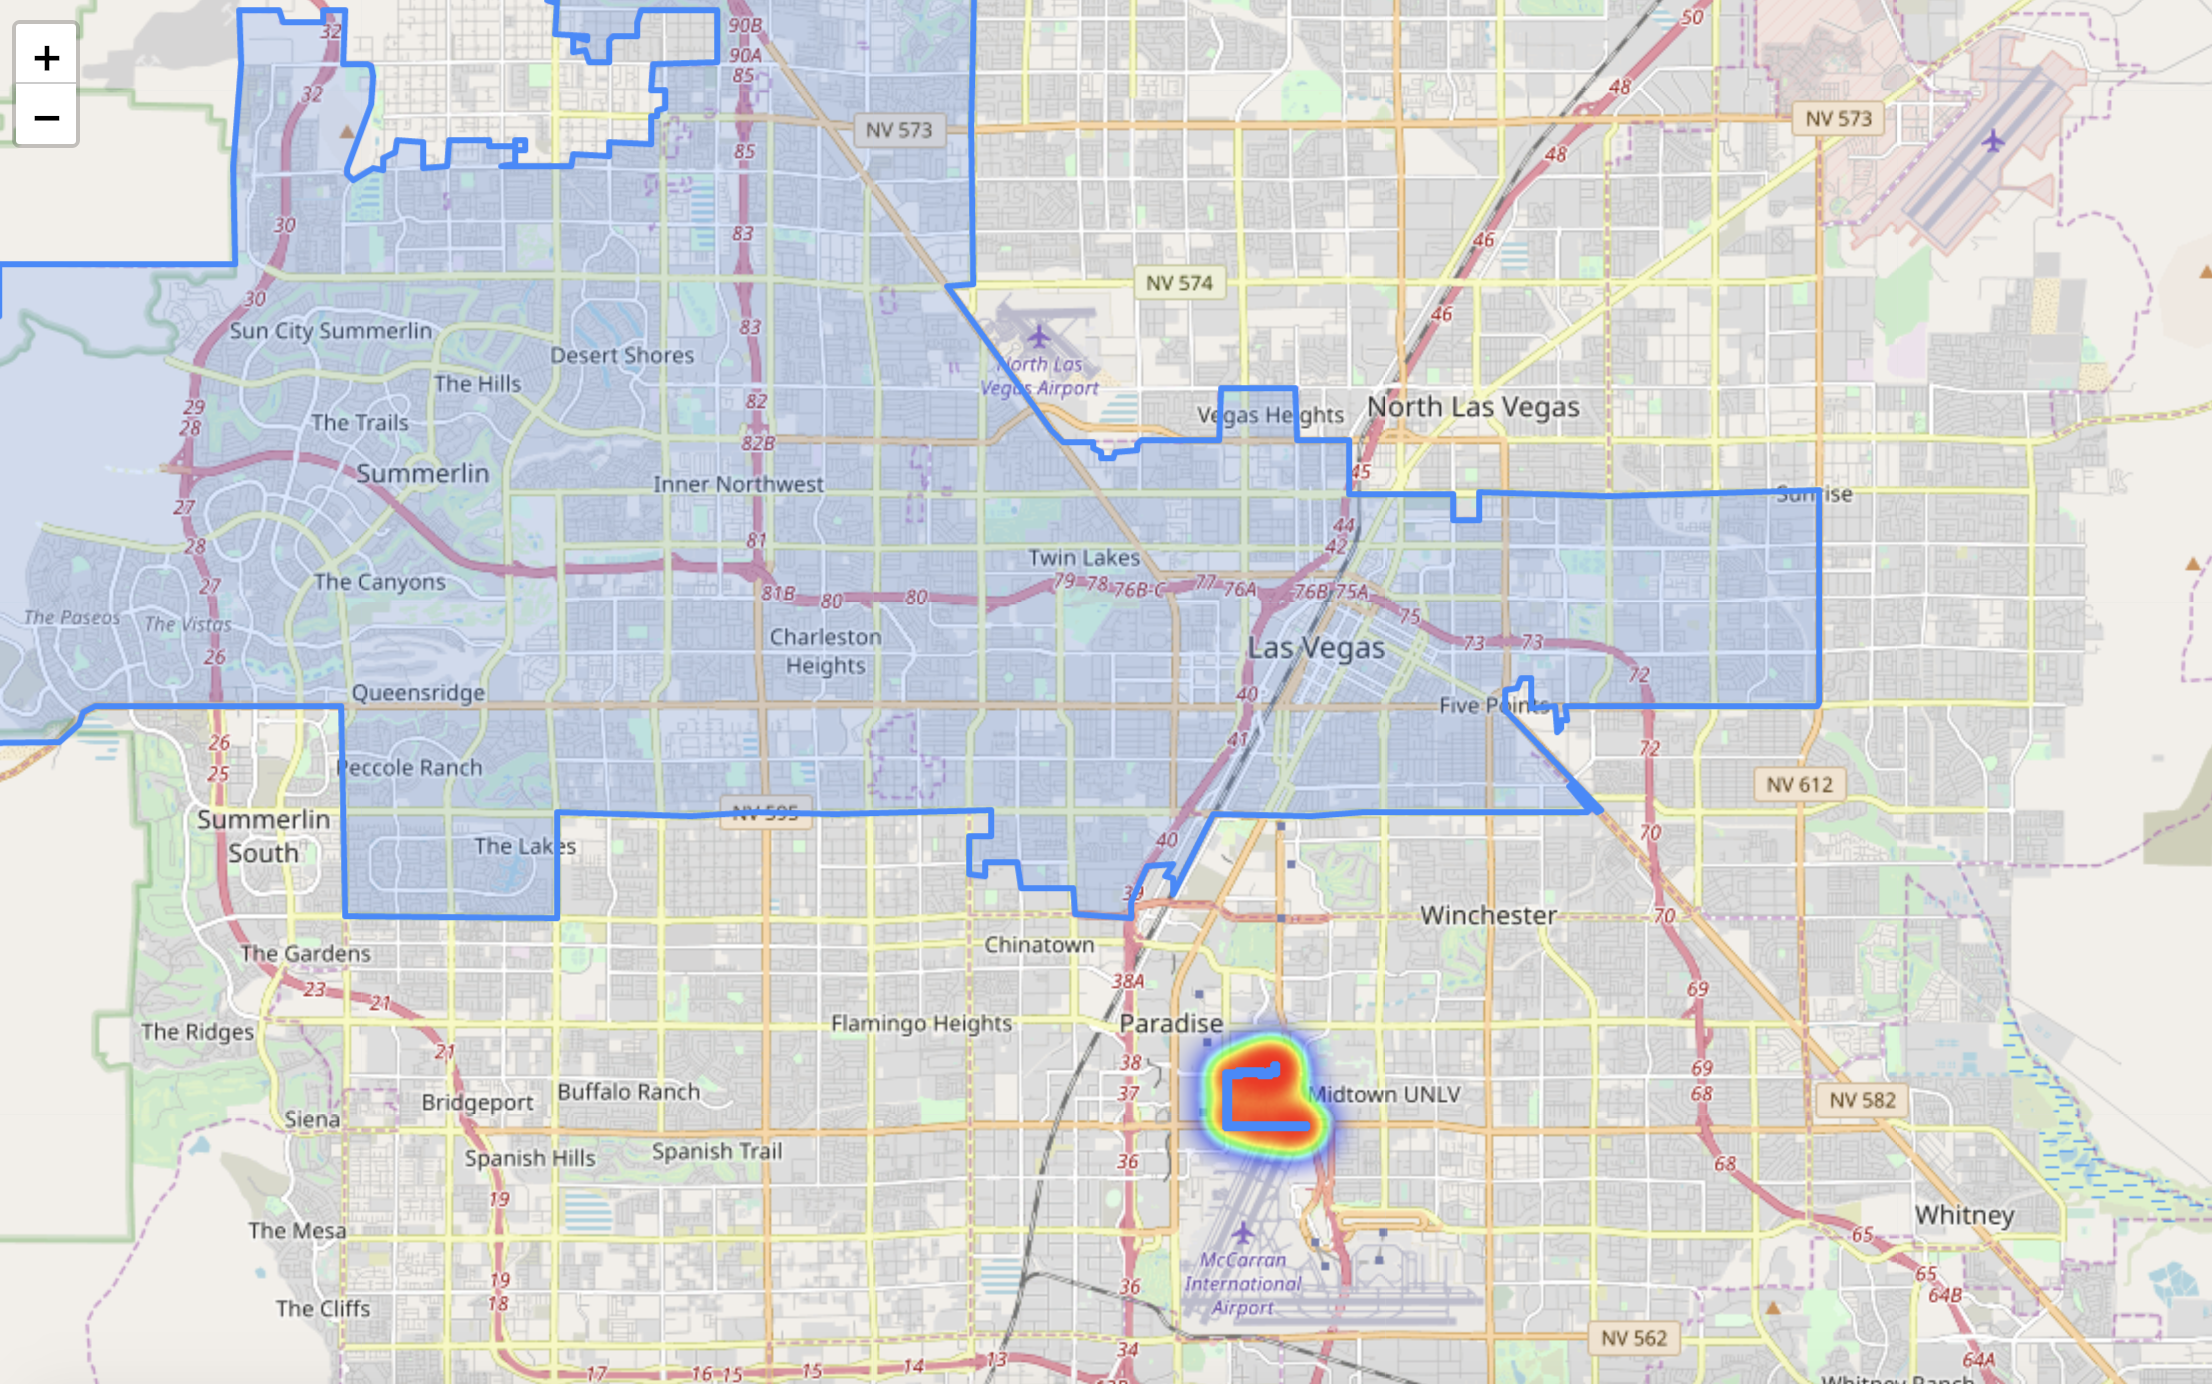 +
−
32
90B
50
32
90A
85
48
NV 573
NV 573
85
48
30
83
46
NV 574
30
46
83
Sun City Summerlin
Desert Shores
North Las
Vegas Airport
The Hills
29
28
82
Vegas Heights
North Las Vegas
The Trails
82B
45
Summerlin
Inner Northwest
Sunrise
27
44
42
28
81
Twin Lakes
The Canyons
27
81B
80
80
79
78
76B-C
77
76A
76B
75A
75
The Paseos
The Vistas
26
Charleston
Heights
Las Vegas
73
73
72
Queensridge
40
Five Points
26
41
72
25
Peccole Ranch
NV 612
NV 595
Summerlin
South
The Lakes
40
70
39
Winchester
70
The Gardens
Chinatown
38A
23
21
69
The Ridges
Flamingo Heights
Paradise
21
38
69
Bridgeport
Buffalo Ranch
37
Midtown UNLV
68
NV 582
Siena
Spanish Hills
Spanish Trail
36
68
19
The Mesa
Whitney
65
McCarran
International
Airport
65
19
18
36
64B
The Cliffs
NV 562
34
17
16
15
15
14
13
64A
Whitney Ranch